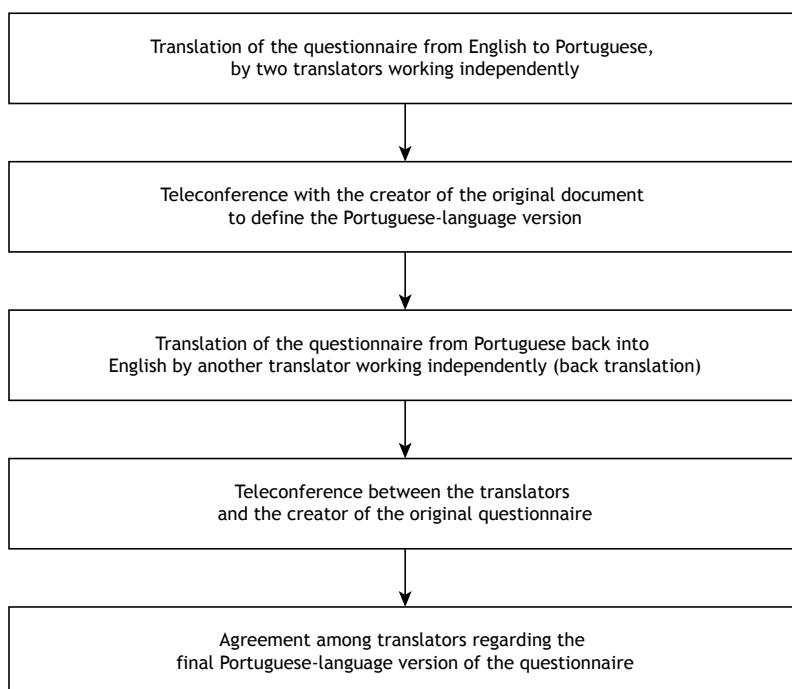 Translation of the questionnaire from English to Portuguese,
by two translators working independently
Teleconference with the creator of the original document
to define the Portuguese-language version
Translation of the questionnaire from Portuguese back into
English by another translator working independently (back translation)
Teleconference between the translators
and the creator of the original questionnaire
Agreement among translators regarding the
final Portuguese-language version of the questionnaire